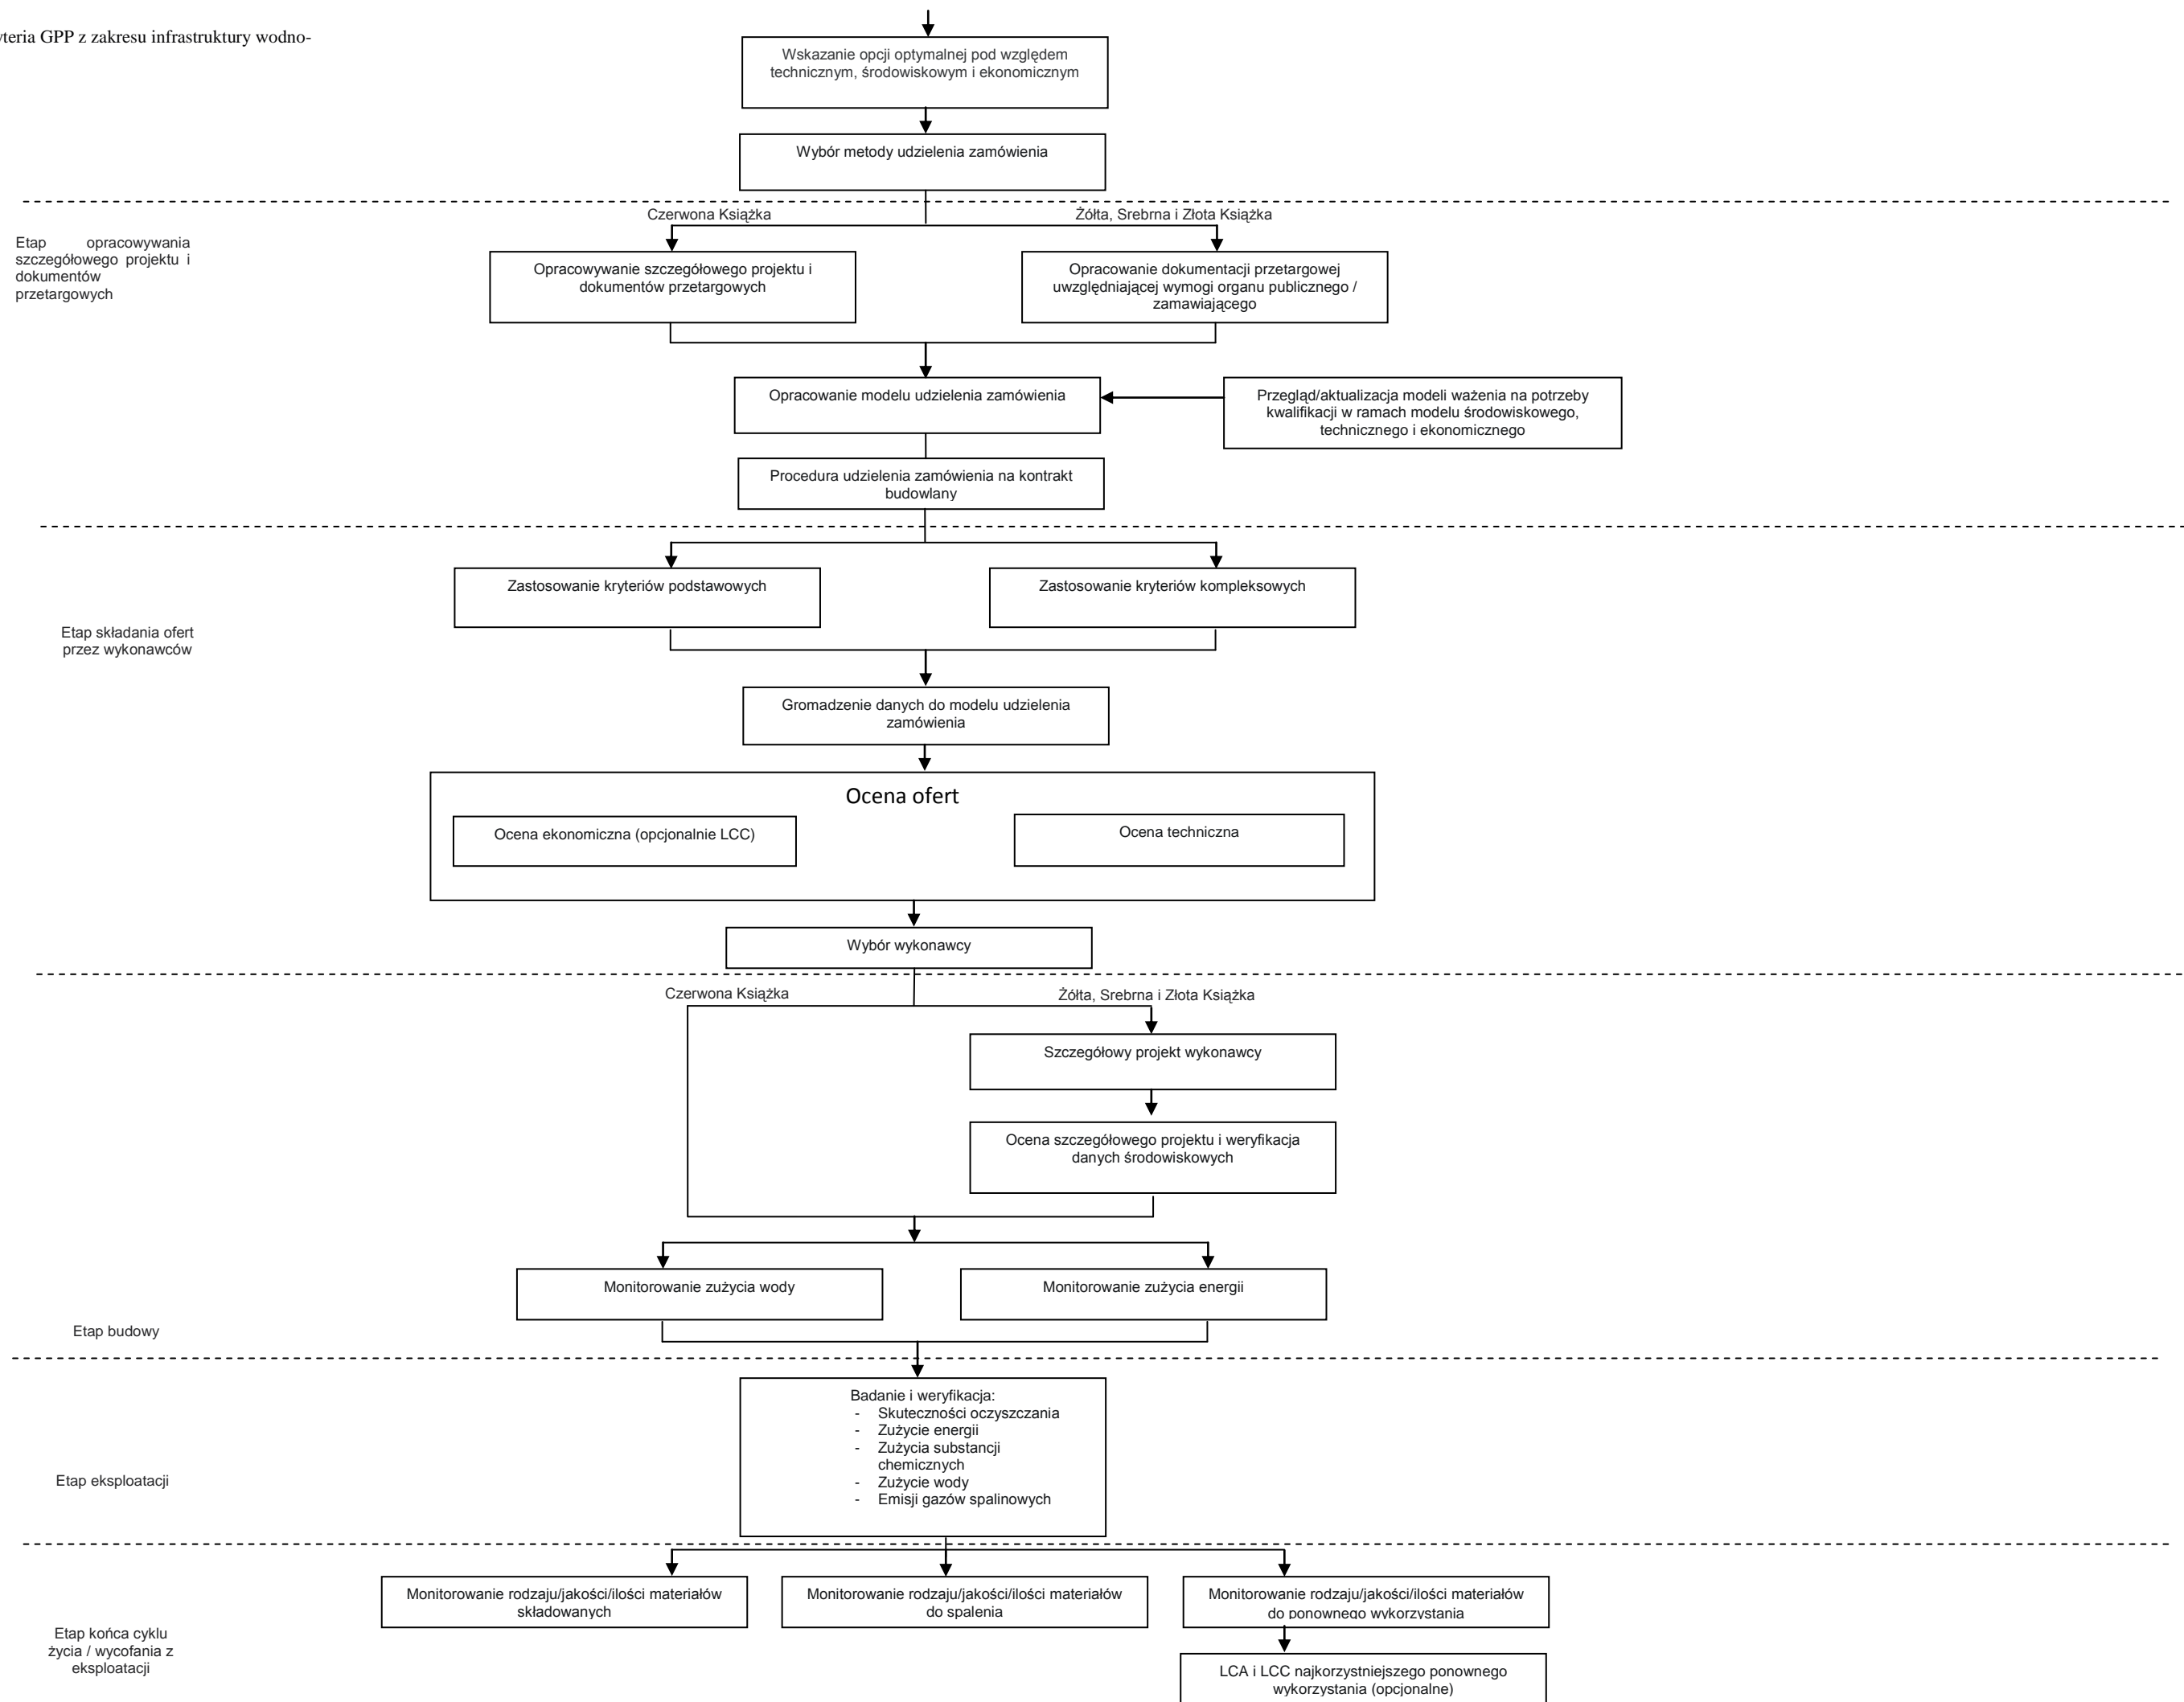 yteria GPP z zakresu infrastruktury wodno-
Wskazanie opcji optymalnej pod względem
technicznym, środowiskowym i ekonomicznym
Wybór metody udzielenia zamówienia
Czerwona Książka
Żółta, Srebrna i Złota Książka
Etap opracowywania
szczegółowego projektu i
dokumentów
przetargowych
Opracowywanie szczegółowego projektu i
dokumentów przetargowych
Opracowanie dokumentacji przetargowej
uwzględniającej wymogi organu publicznego /
zamawiającego
Opracowanie modelu udzielenia zamówienia
Przegląd/aktualizacja modeli ważenia na potrzeby
kwalifikacji w ramach modelu środowiskowego,
technicznego i ekonomicznego
Procedura udzielenia zamówienia na kontrakt
budowlany
Zastosowanie kryteriów podstawowych
Zastosowanie kryteriów kompleksowych
Etap składania ofert
przez wykonawców
Gromadzenie danych do modelu udzielenia
zamówienia
Ocena ofert
Ocena ekonomiczna (opcjonalnie LCC)
Ocena techniczna
Wybór wykonawcy
Czerwona Książka
Żółta, Srebrna i Złota Książka
Szczegółowy projekt wykonawcy
Ocena szczegółowego projektu i weryfikacja
danych środowiskowych
Monitorowanie zużycia wody
Monitorowanie zużycia energii
Etap budowy
Badanie i weryfikacja:
- Skuteczności oczyszczania
- Zużycie energii
- Zużycia substancji
chemicznych
- Zużycie wody
- Emisji gazów spalinowych
Etap eksploatacji
Monitorowanie rodzaju/jakości/ilości materiałów
składowanych
Monitorowanie rodzaju/jakości/ilości materiałów
do spalenia
Monitorowanie rodzaju/jakości/ilości materiałów
do ponownego wykorzystania
Etap końca cyklu
życia / wycofania z
eksploatacji
LCA i LCC najkorzystniejszego ponownego
wykorzystania (opcjonalne)